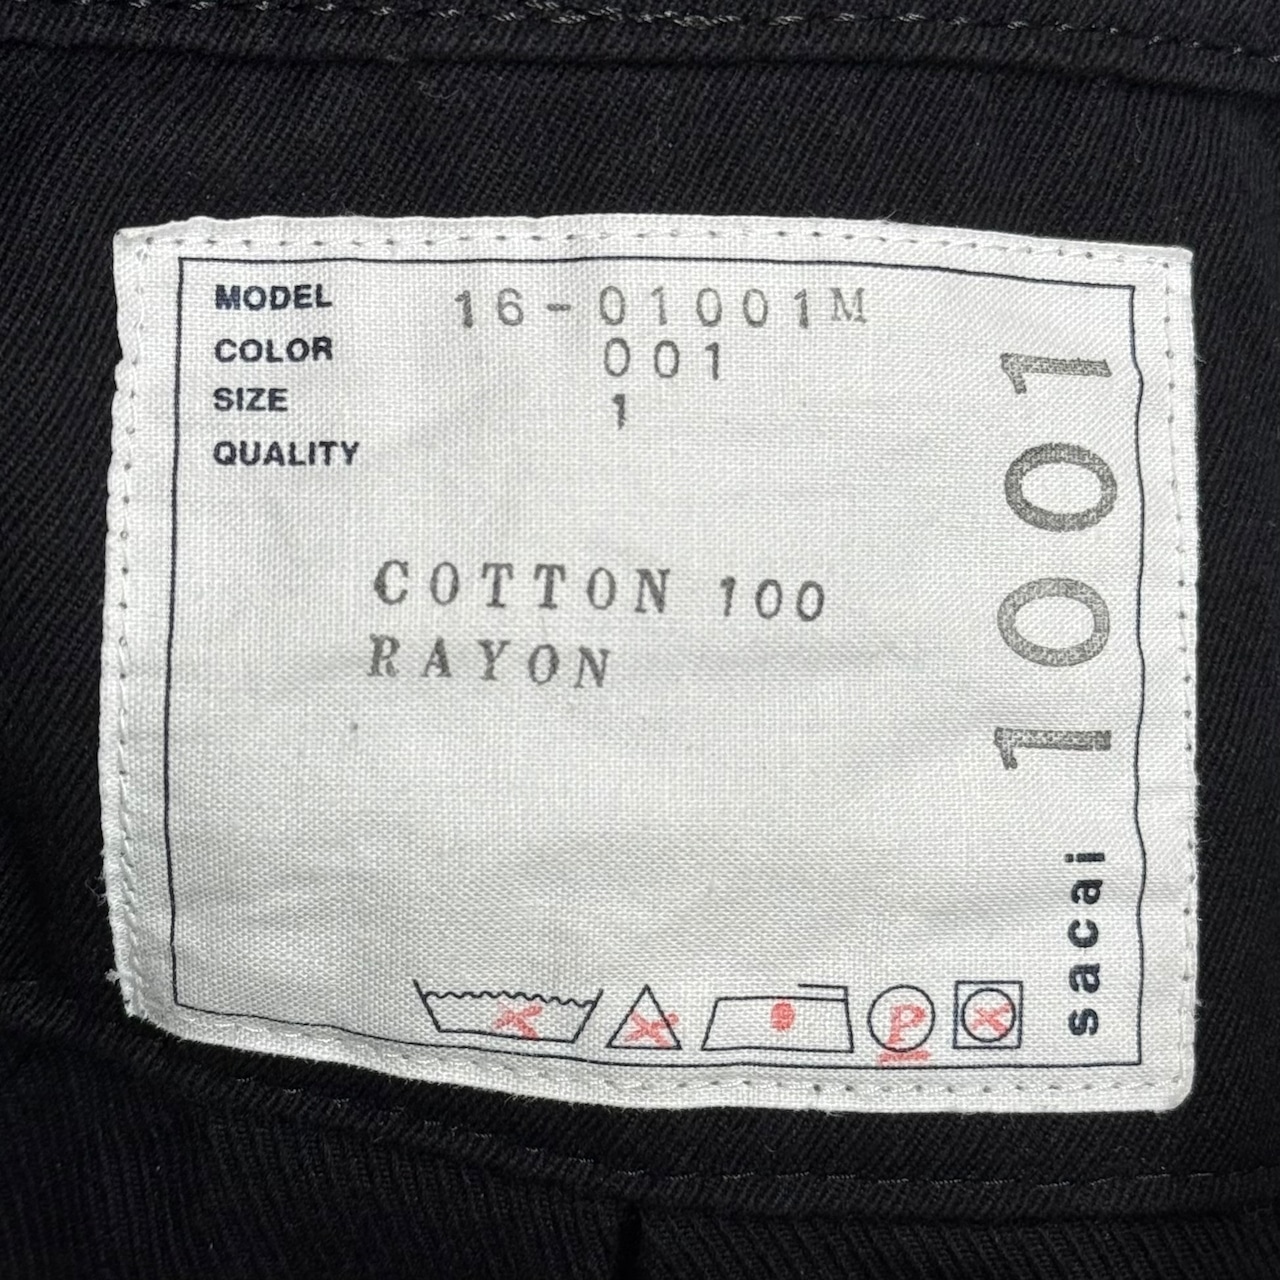 MODEL 16-01001M
COLOR 001
SIZE 1
QUALITY
COTTON 100
RAYON
1001
sacai
P